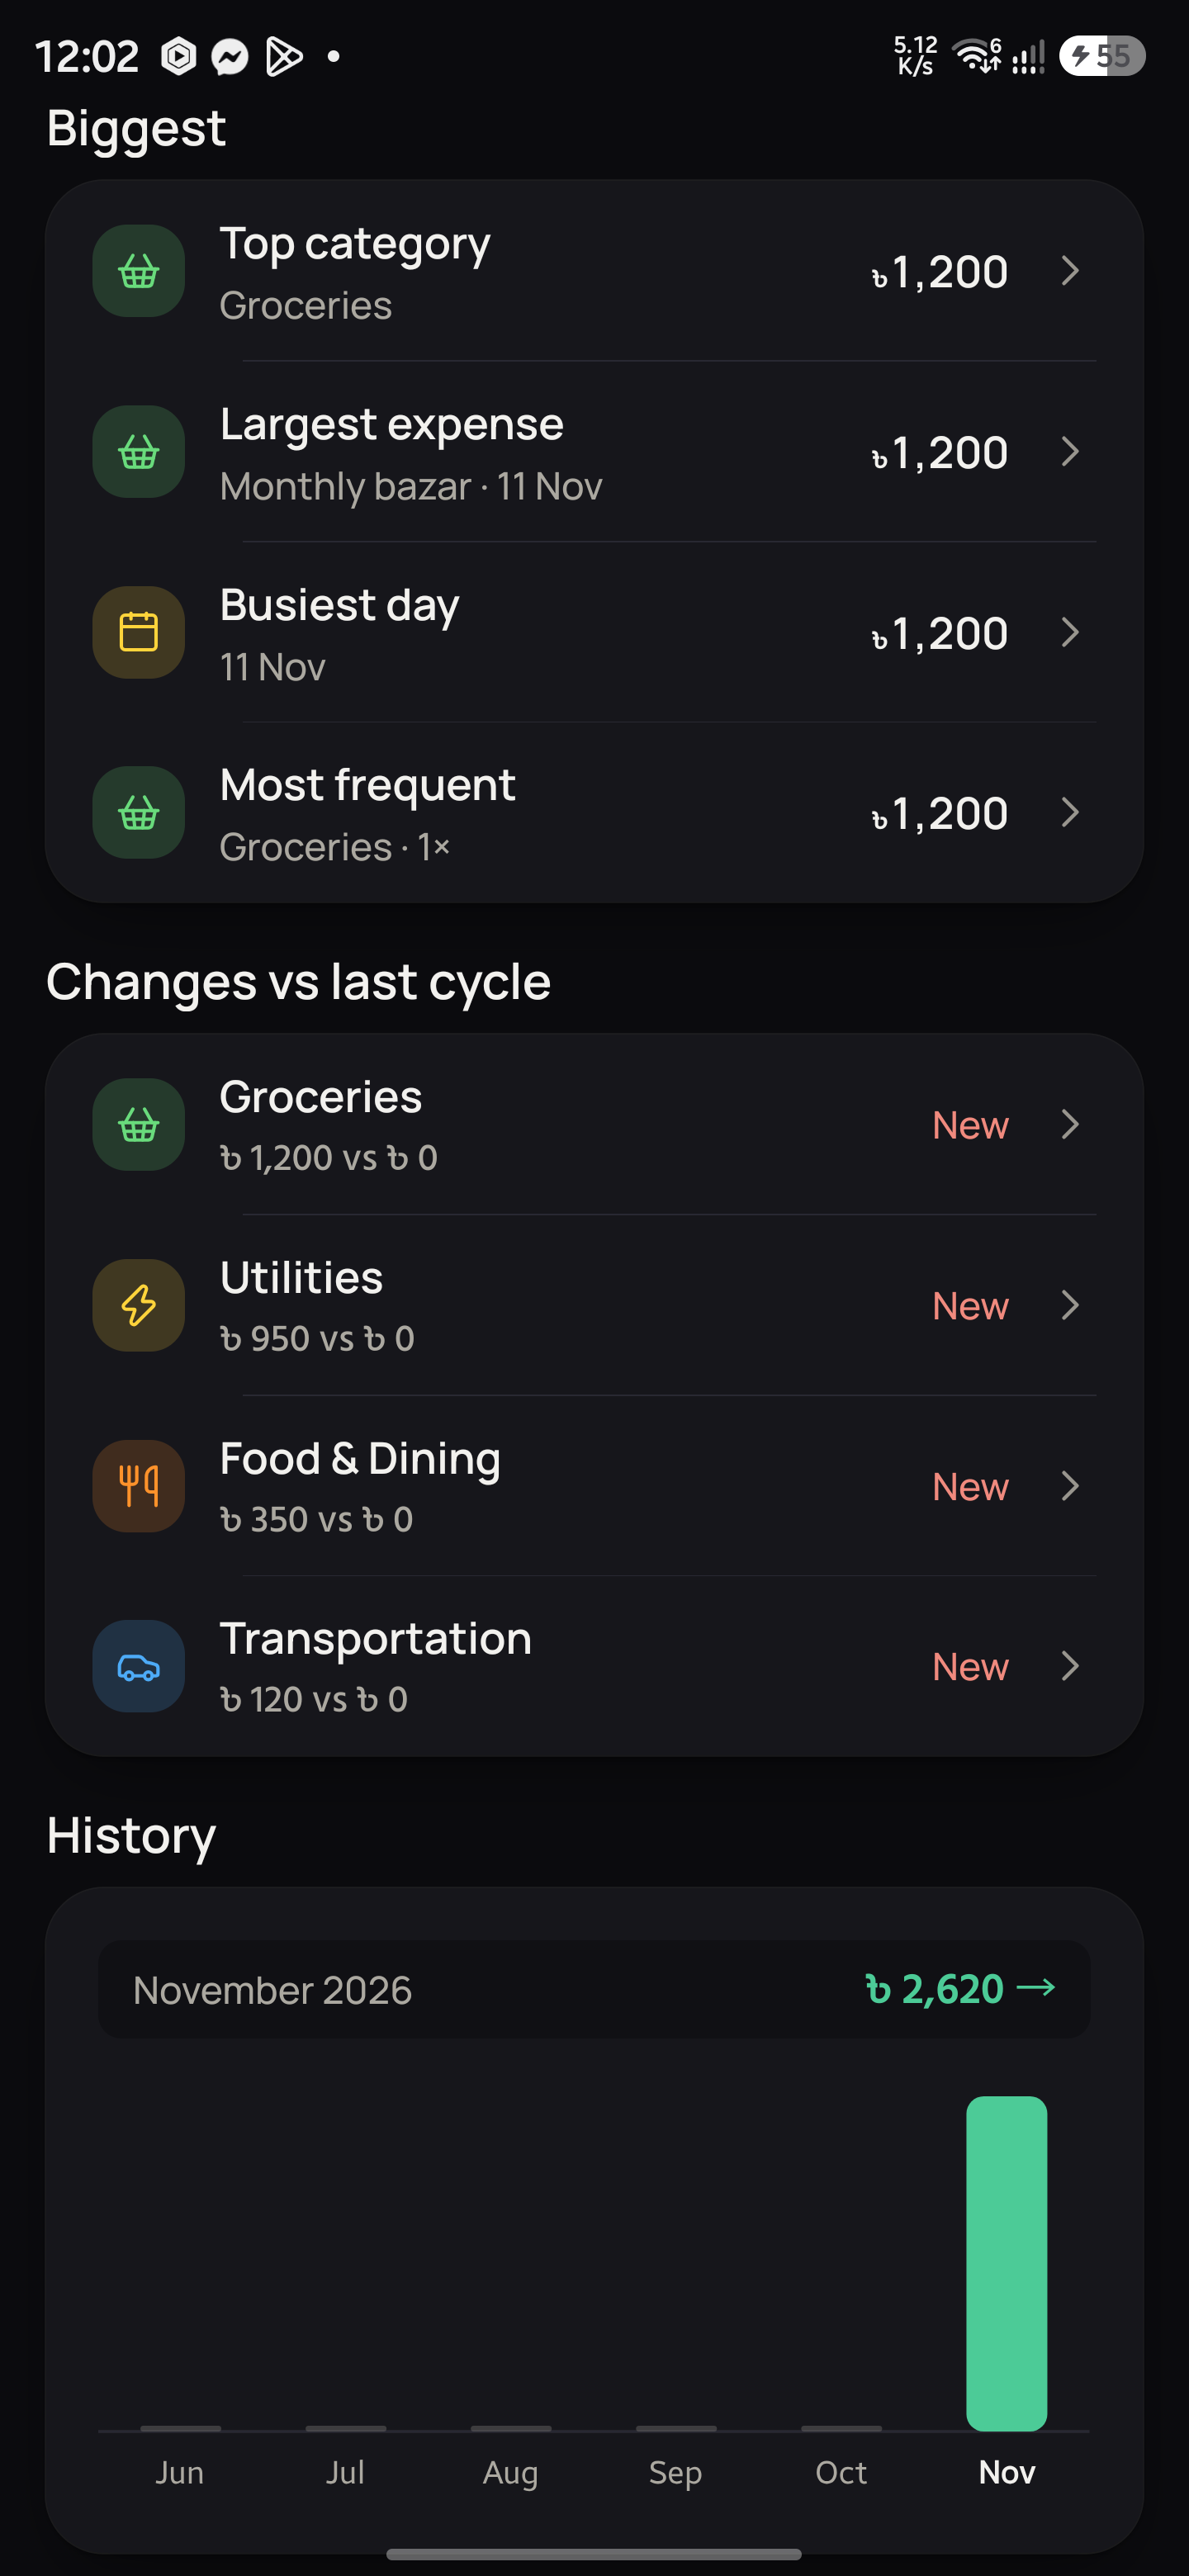 12:02
5.12
K/s
6
55
Biggest
Top category
Groceries
৳1,200
Largest expense
Monthly bazar · 11 Nov
৳1,200
Busiest day
11 Nov
৳1,200
Most frequent
Groceries · 1×
৳1,200
Changes vs last cycle
Groceries
৳ 1,200 vs ৳ 0
New
Utilities
৳ 950 vs ৳ 0
New
Food & Dining
৳ 350 vs ৳ 0
New
Transportation
৳ 120 vs ৳ 0
New
History
November 2026
৳ 2,620 →
Jun Jul Aug Sep Oct Nov